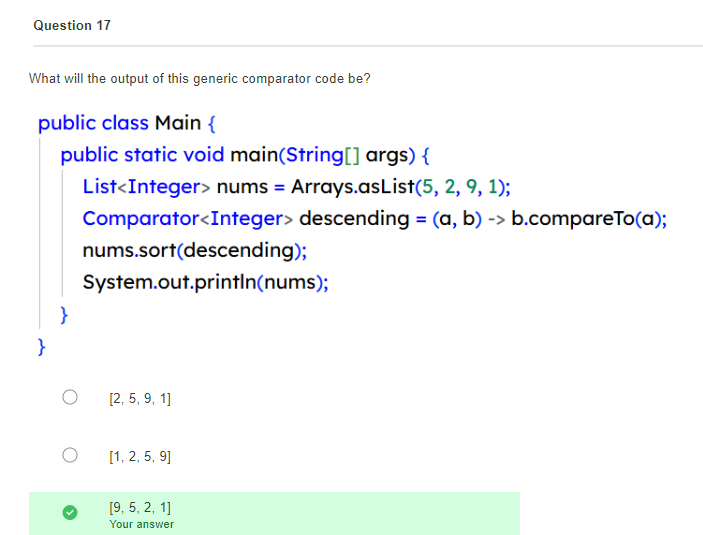 Question 17
What will the output of this generic comparator code be?
public class Main {
public static void main(String[] args) {
List<Integer> nums = Arrays.asList(5, 2, 9, 1);
Comparator<Integer> descending = (a, b) -> b.compareTo(a);
nums.sort(descending);
System.out.println(nums);
}
}
[2, 5, 9, 1]
[1, 2, 5, 9]
[9, 5, 2, 1]
Your answer